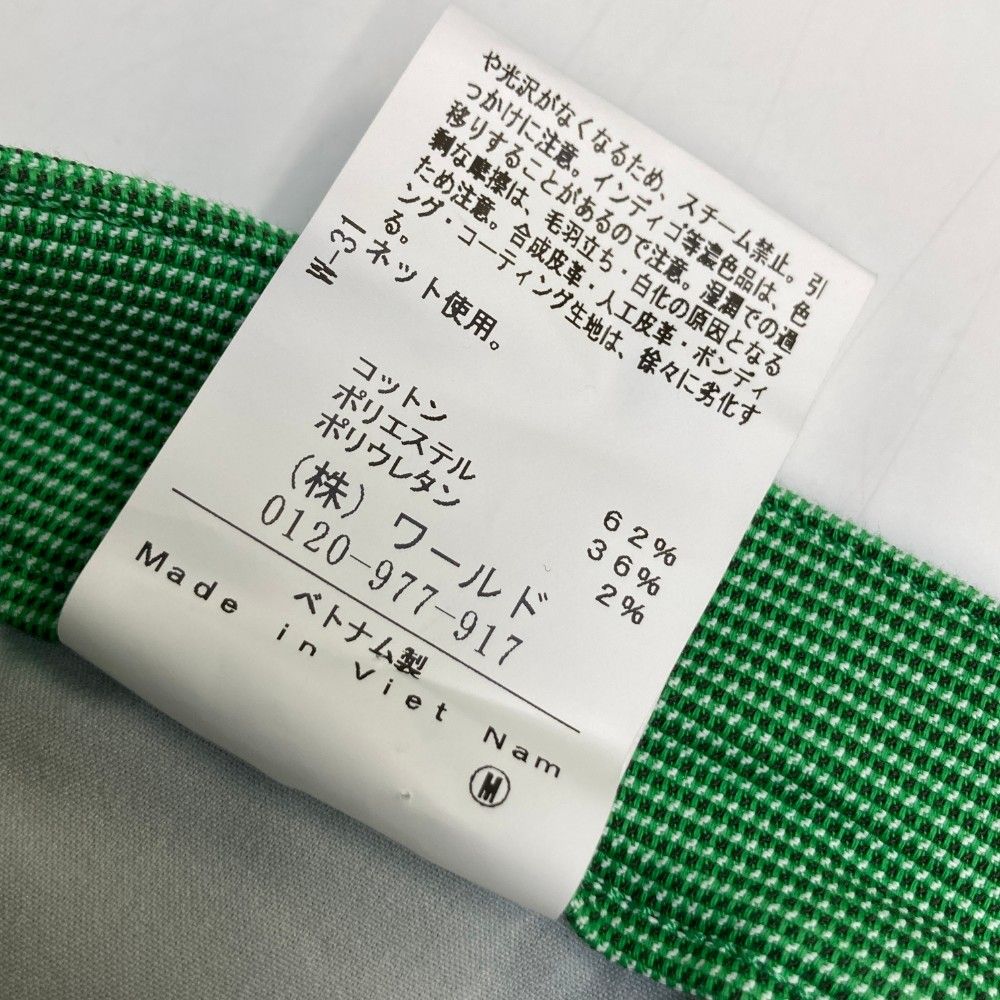 や光沢がなくなるため、スチーム禁止。引
つかけに注意。インディゴ等濃色品は、色
移りすることがあるので注意。湿潤での過
剰な摩擦は、毛羽立ち・白化の原因となる
ため注意。合成皮革・人工皮革・ボンディ
ング・コーティング生地は、徐々に劣化す
る。
ネット使用。
W-31
コットン 62%
ポリエステル 36%
ポリウレタン 2%
(株) ワールド
0120-977-917
ベトナム製
Made in Viet Nam
M